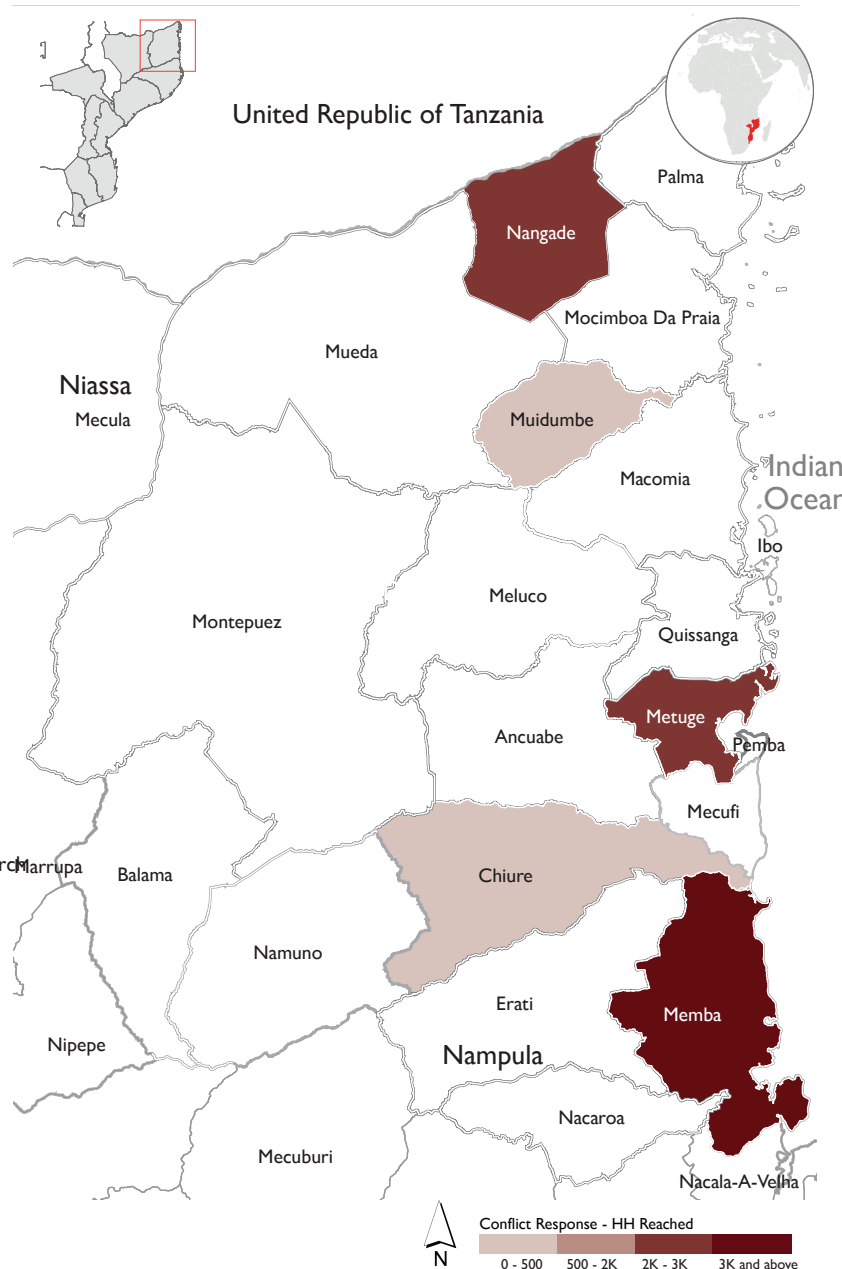 United Republic of Tanzania
Palma
Nangade
Mocimboa Da Praia
Mueda
Niassa
Mecula
Muidumbe
Macomia
Indian
Ocean
Ibo
Meluco
Montepuez
Quissanga
Metuge
Ancuabe
Pemba
Mecufi
Marrupa
Balama
Chiure
Namuno
Erati
Memba
Nipepe
Nampula
Nacaroa
Mecuburi
Nacala-A-Velha
Conflict Response - HH Reached
N
0 - 500
500 - 2K
2K - 3K
3K and above